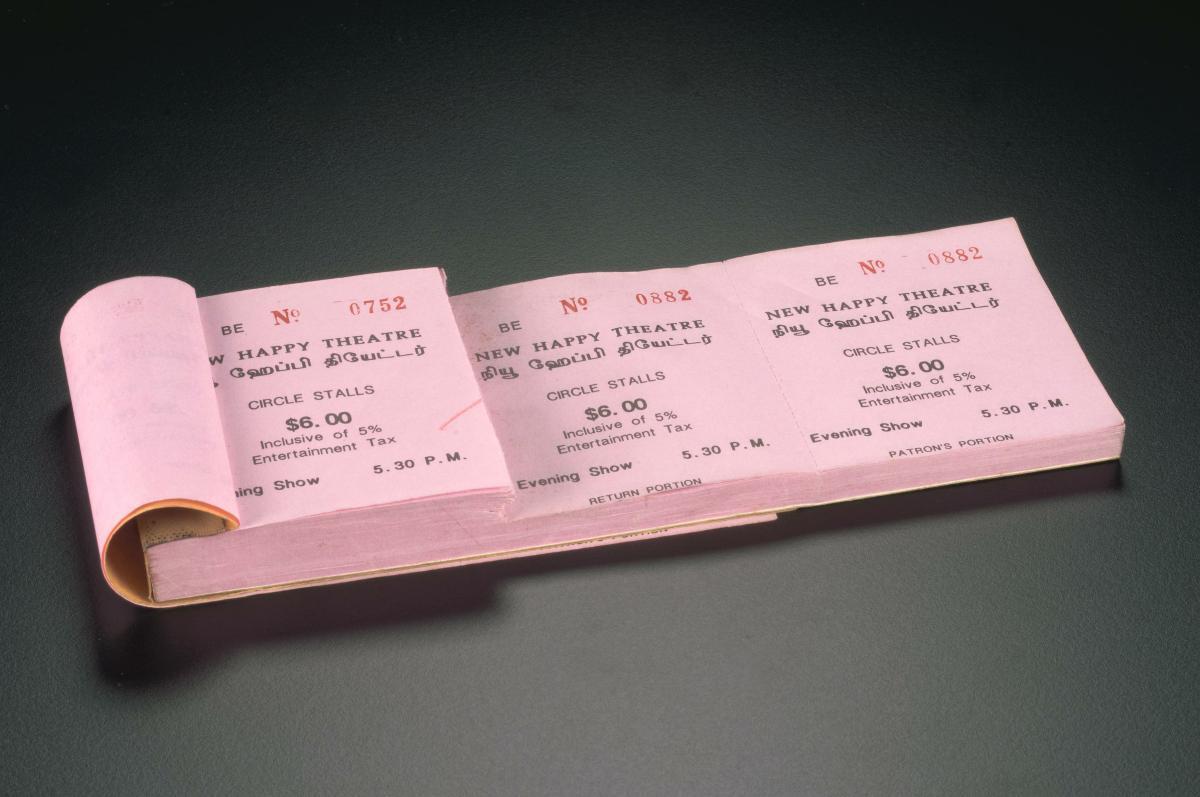 BE Nº 0752
W HAPPY THEATRE
ஹேப்பி தியேட்டர்
CIRCLE STALLS
$6.00
Inclusive of 5%
Entertainment Tax
ing Show 5.30 P.M.
BE Nº 0882
NEW HAPPY THEATRE
நியூ ஹேப்பி தியேட்டர்
CIRCLE STALLS
$6.00
Inclusive of 5%
Entertainment Tax
Evening Show 5.30 P.M.
RETURN PORTION
BE Nº 0882
NEW HAPPY THEATRE
நியூ ஹேப்பி தியேட்டர்
CIRCLE STALLS
$6.00
Inclusive of 5%
Entertainment Tax
Evening Show 5.30 P.M.
PATRON'S PORTION